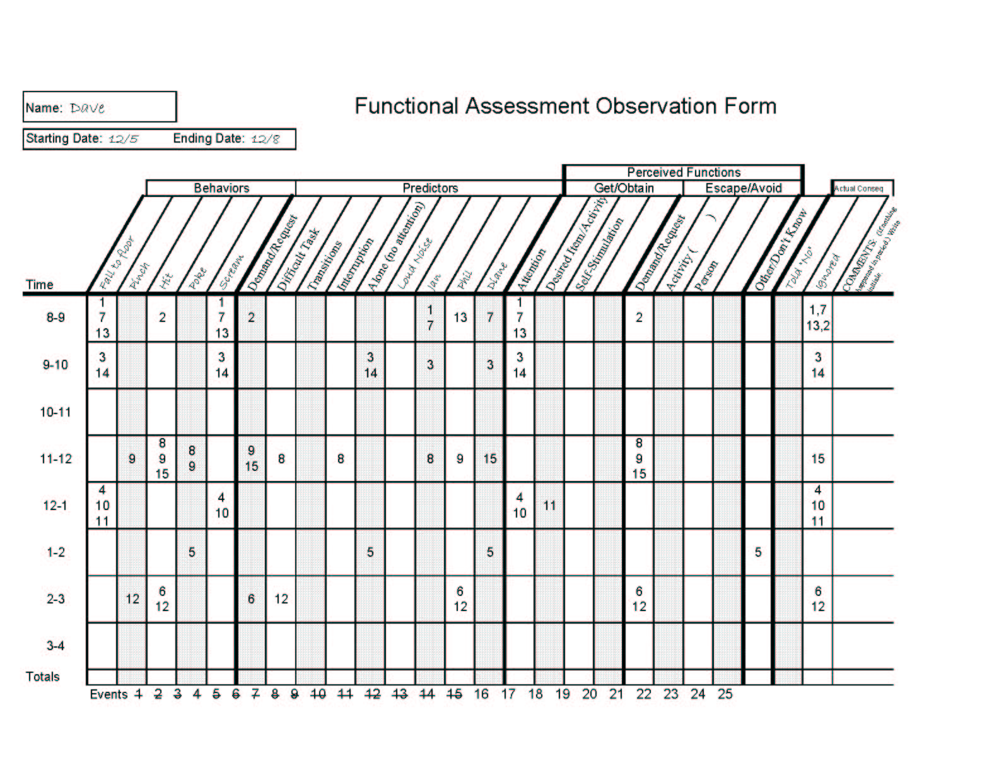 Name: Dave
Functional Assessment Observation Form
Starting Date: 12/5 Ending Date: 12/8
Perceived Functions
Behaviors Predictors Get/Obtain Escape/Avoid Actual Conseq
Time
Fall to floor
Pinch
Hit
Poke
Scream
Demand/Request
Difficult Task
Transitions
Interruption
Alone (no attention)
Loud Noise
Jan
Phil
Diane
Attention
Desired Item/Activity
Self-Stimulation
Demand/Request
Activity ( )
Person
Other/Don't Know
Told "No"
Ignored
COMMENTS: (If nothing
happened in period) Write
initials.
8-9
1
7
13
2
1
7
13
2
1
7
13
7
1
7
13
2
1,7
13,2
9-10
3
14
3
14
3
14
3
3
3
14
3
14
10-11
11-12
9
8
9
15
8
9
9
15
8
8
8
9
15
8
9
15
15
12-1
4
10
11
4
10
4
10
11
4
10
11
1-2
5
5
5
5
2-3
12
6
12
6
12
6
12
6
12
6
12
3-4
Totals
Events 1 2 3 4 5 6 7 8 9 10 11 12 13 14 15 16 17 18 19 20 21 22 23 24 25